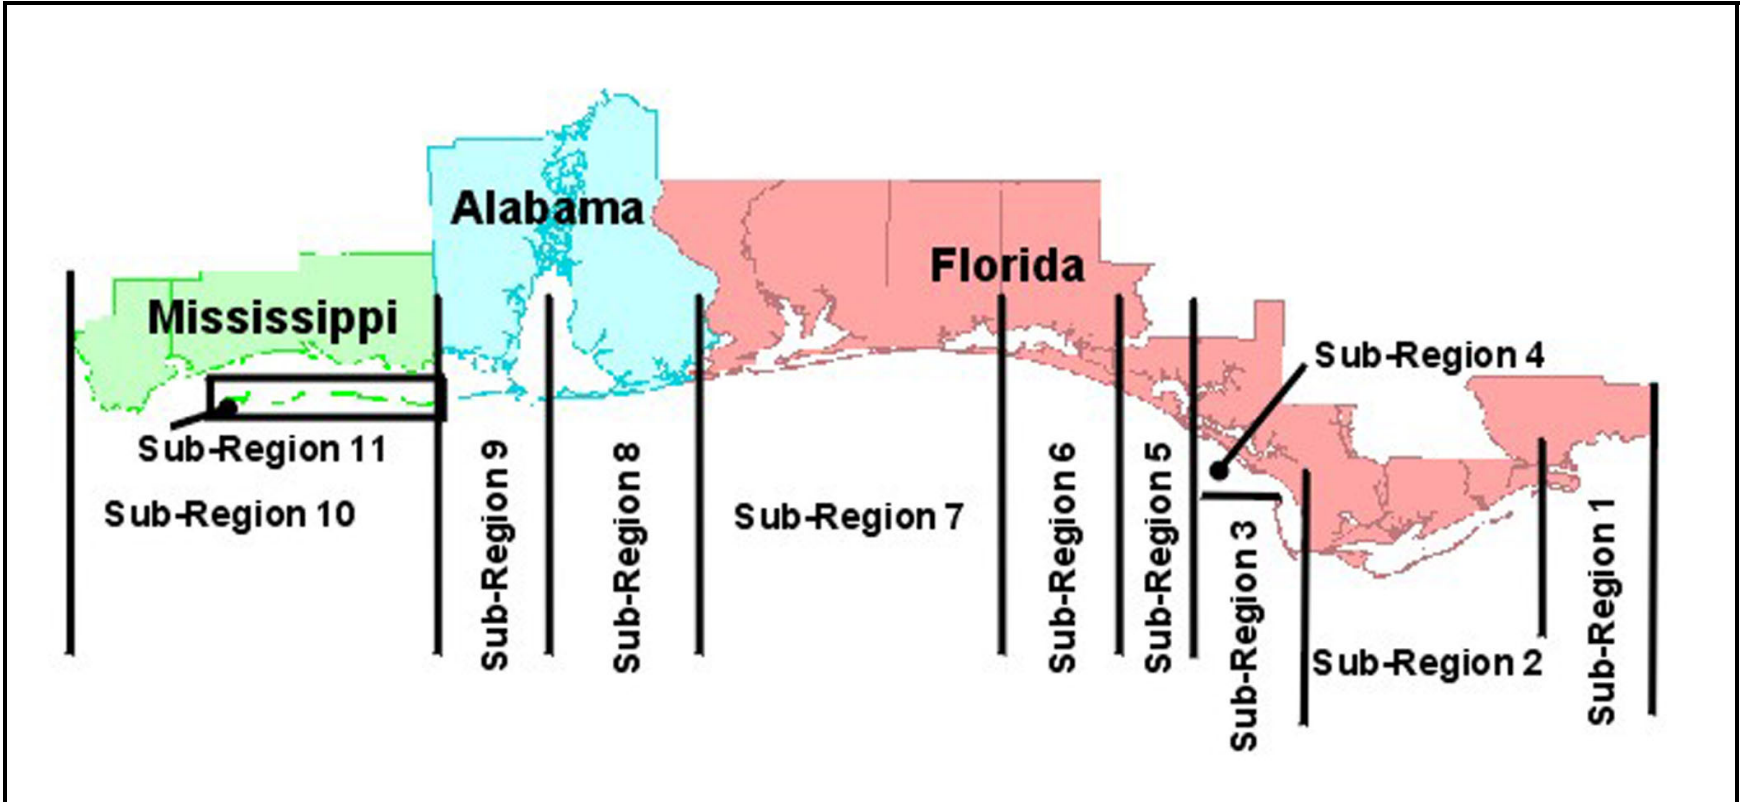 Alabama
Florida
Mississippi
Sub-Region 4
Sub-Region 11
Sub-Region 10
Sub-Region 9
Sub-Region 8
Sub-Region 7
Sub-Region 6
Sub-Region 5
Sub-Region 3
Sub-Region 2
Sub-Region 1